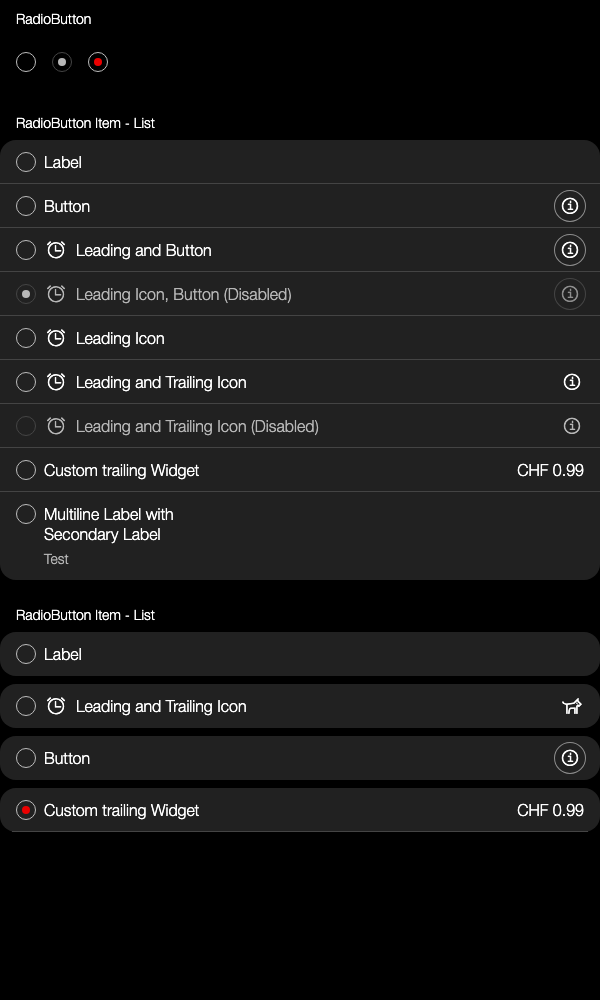 RadioButton
RadioButton Item - List
Label
Button
Leading and Button
Leading Icon, Button (Disabled)
Leading Icon
Leading and Trailing Icon
Leading and Trailing Icon (Disabled)
Custom trailing Widget CHF 0.99
Multiline Label with
Secondary Label
Test
RadioButton Item - List
Label
Leading and Trailing Icon
Button
Custom trailing Widget CHF 0.99